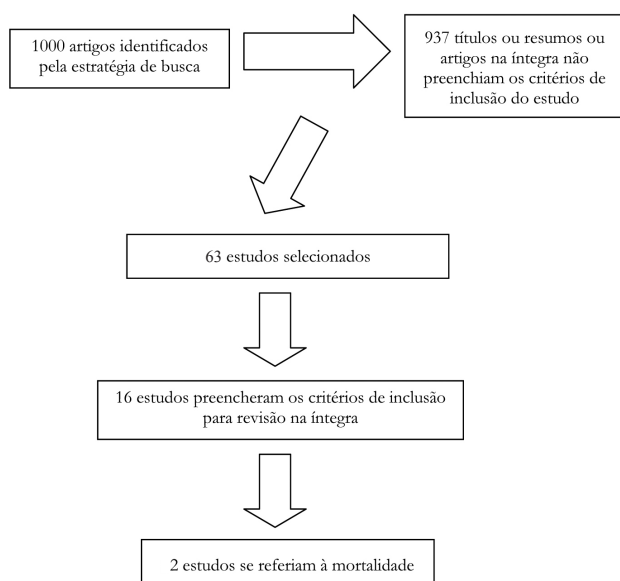 1000 artigos identificados
pela estratégia de busca
937 títulos ou resumos ou
artigos na íntegra não
preenchiam os critérios de
inclusão do estudo
63 estudos selecionados
16 estudos preencheram os critérios de inclusão
para revisão na íntegra
2 estudos se referiam à mortalidade